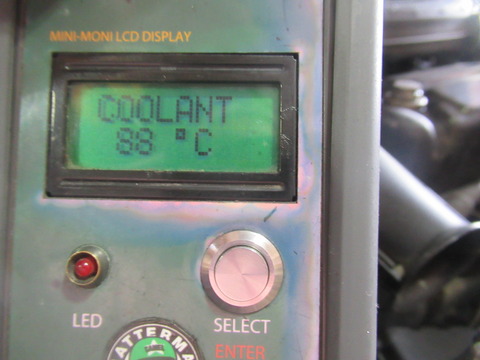 MINI-MONI LCD DISPLAY
COOLANT
88 °C
LED
SELECT
ENTER